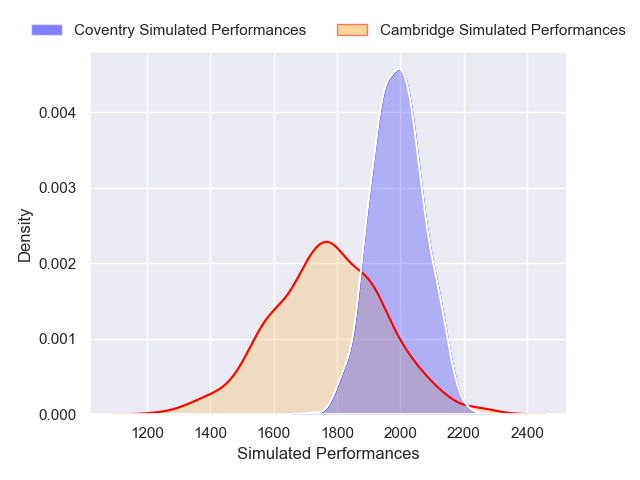 Coventry Simulated Performances Cambridge Simulated Performances
0.004
0.003
0.002
0.001
0.000
Density
1200 1400 1600 1800 2000 2200 2400
Simulated Performances